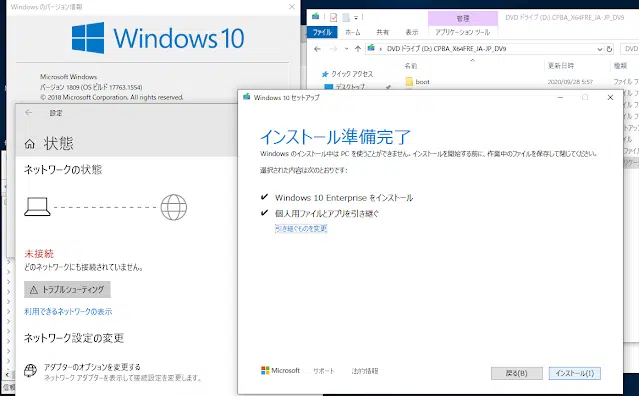 Windows のバージョン情報
Windows 10
Microsoft Windows
バージョン 1809 (OS ビルド 17763.1554)
© 2018 Microsoft Corporation. All rights reserved.
管理
DVD ドライブ (D:) CPBA_X64FRE_JA-JP_DV9
ファイル
ホーム
共有
表示
アプリケーション ツール
DVD ドライブ (D:) CPBA_X64FRE_JA-JP_DV9
クイック アクセス
デスクトップ
名前
更新日時
種類
boot
2020/09/28 5:57
設定
状態
ネットワークの状態
未接続
どのネットワークにも接続されていません。
トラブルシューティング
利用できるネットワークの表示
ネットワーク設定の変更
アダプターのオプションを変更する
ネットワーク アダプターを表示して接続設定を変更します。
Windows 10 セットアップ
インストール準備完了
Windows のインストール中は PC を使うことができません。インストールを開始する前に、作業中のファイルを保存して閉じてください。
選択された内容は次のとおりです:
Windows 10 Enterprise をインストール
個人用ファイルとアプリを引き継ぐ
引き継ぐものを変更
Microsoft
サポート
法的情報
戻る(B)
インストール(I)